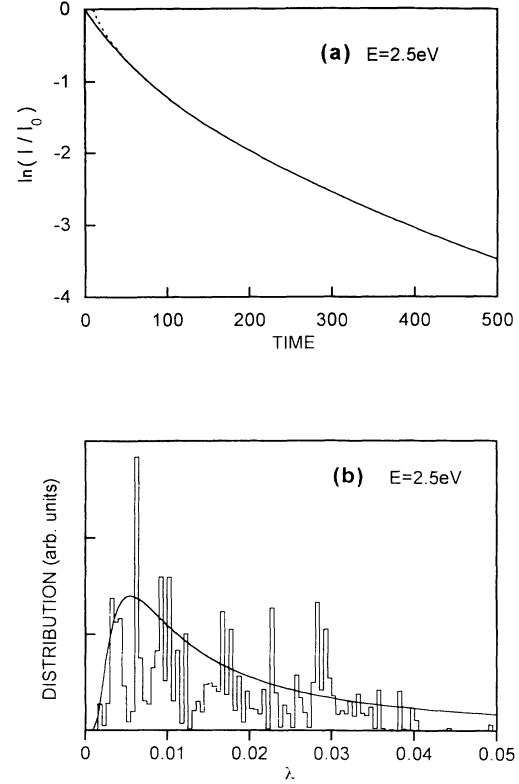 0
-1
-2
-3
-4
ln( I / I0 )
(a) E=2.5eV
0 100 200 300 400 500
TIME
DISTRIBUTION (arb. units)
(b) E=2.5eV
0 0.01 0.02 0.03 0.04 0.05
λ